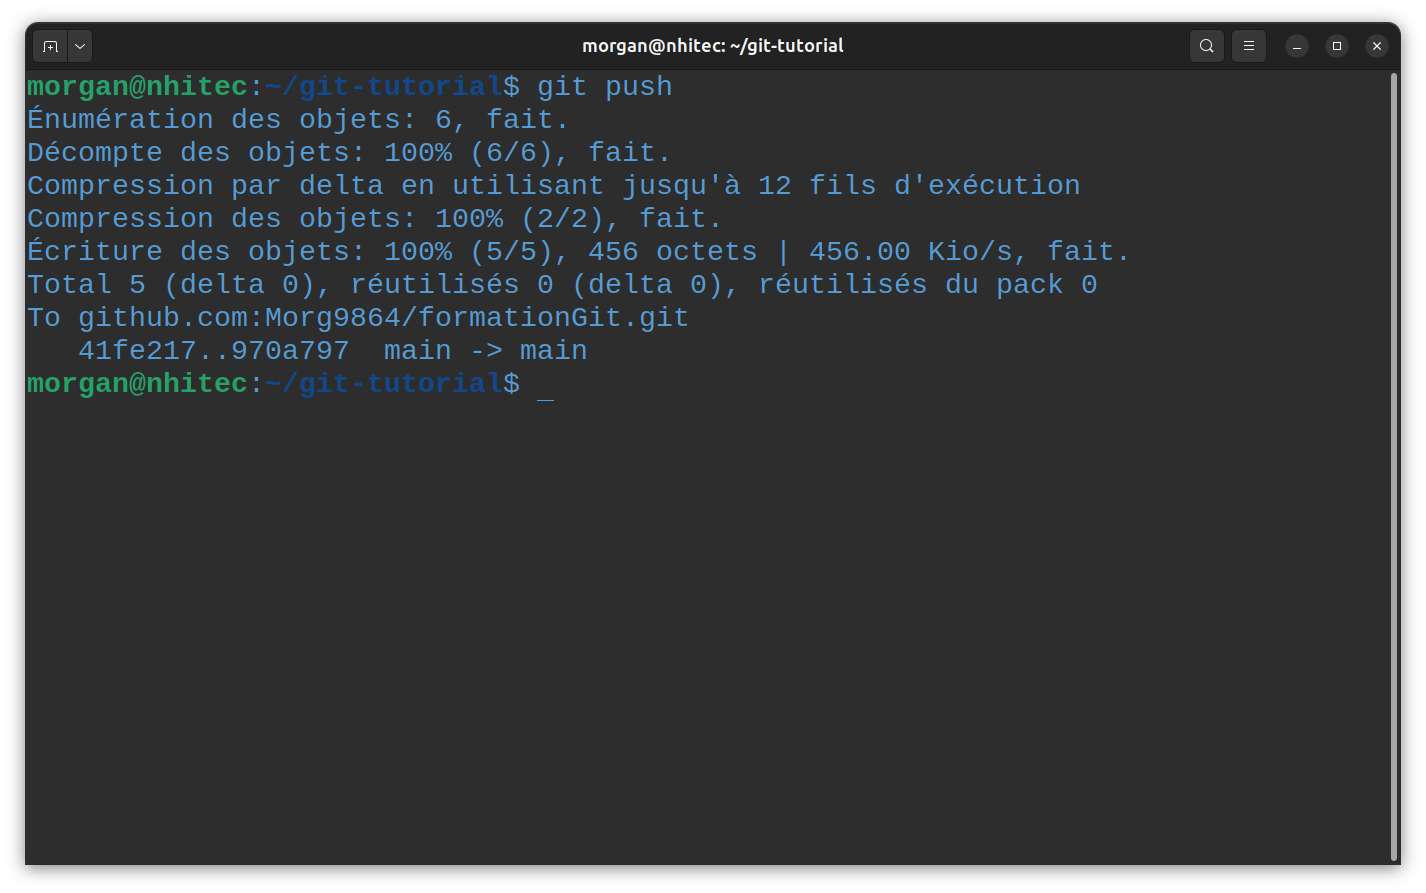 morgan@nhitec: ~/git-tutorial
morgan@nhitec:~/git-tutorial$ git push
Énumération des objets: 6, fait.
Décompte des objets: 100% (6/6), fait.
Compression par delta en utilisant jusqu'à 12 fils d'exécution
Compression des objets: 100% (2/2), fait.
Écriture des objets: 100% (5/5), 456 octets | 456.00 Kio/s, fait.
Total 5 (delta 0), réutilisés 0 (delta 0), réutilisés du pack 0
To github.com:Morg9864/formationGit.git
   41fe217..970a797  main -> main
morgan@nhitec:~/git-tutorial$ _